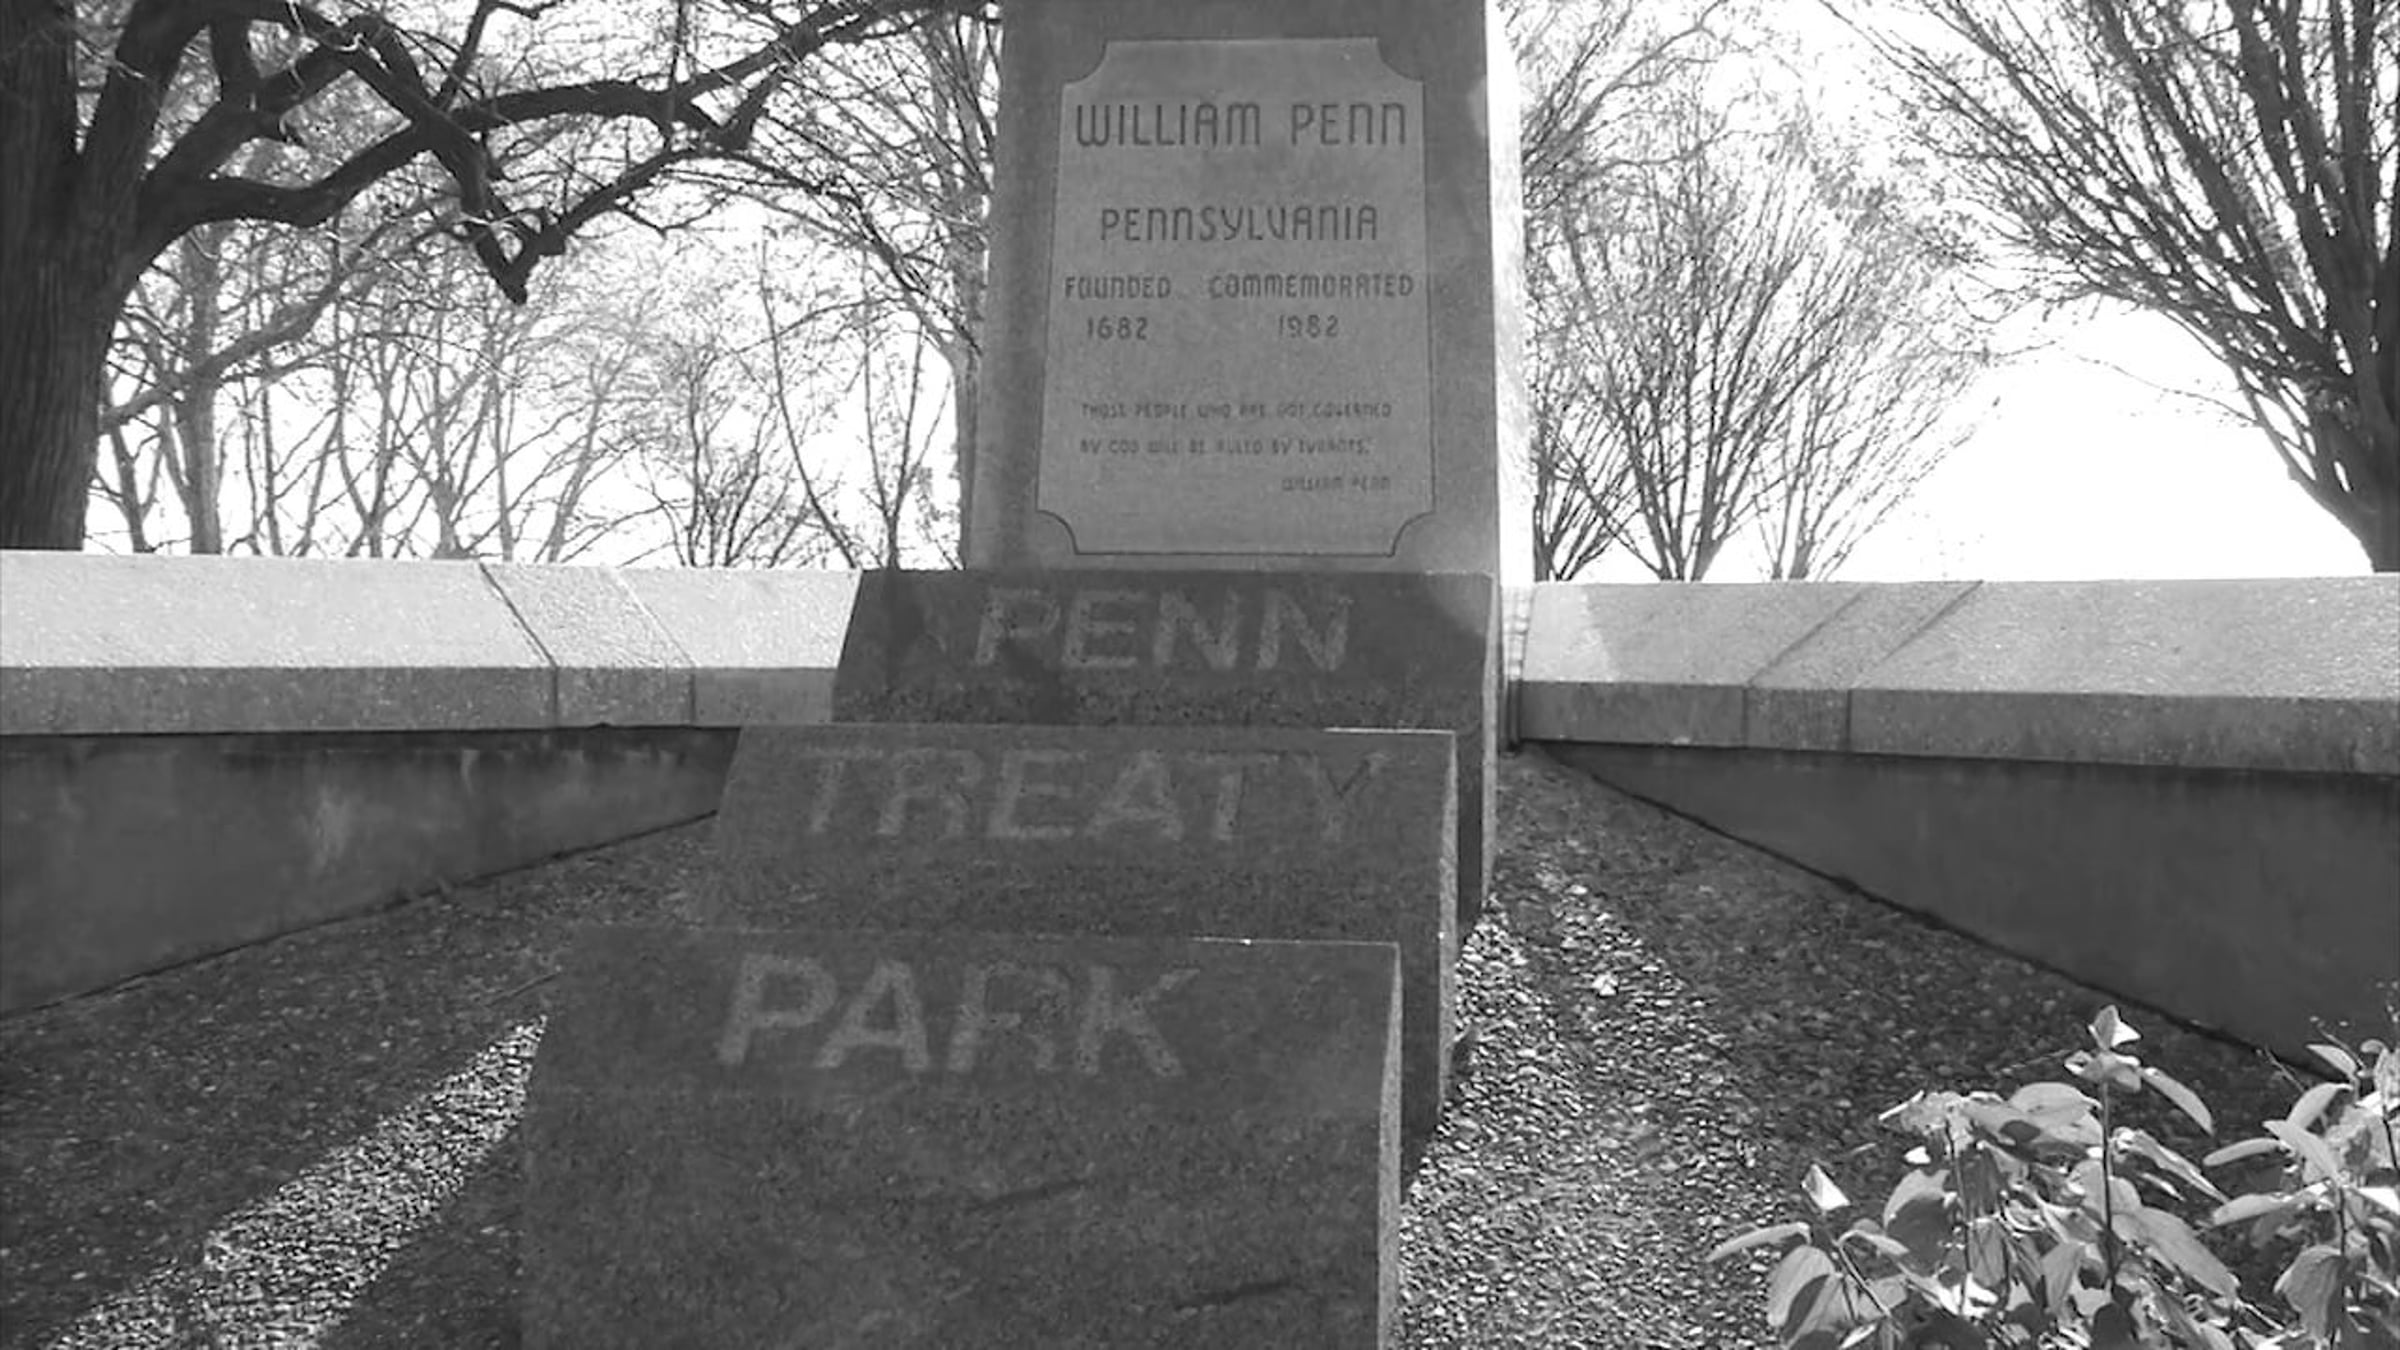 WILLIAM PENN
PENNSYLVANIA
FOUNDED COMMEMORATED
1682 1982
THOSE PEOPLE WHO ARE NOT GOVERNED
BY GOD WILL BE RULED BY TYRANTS.
WILLIAM PENN
PENN
TREATY
PARK